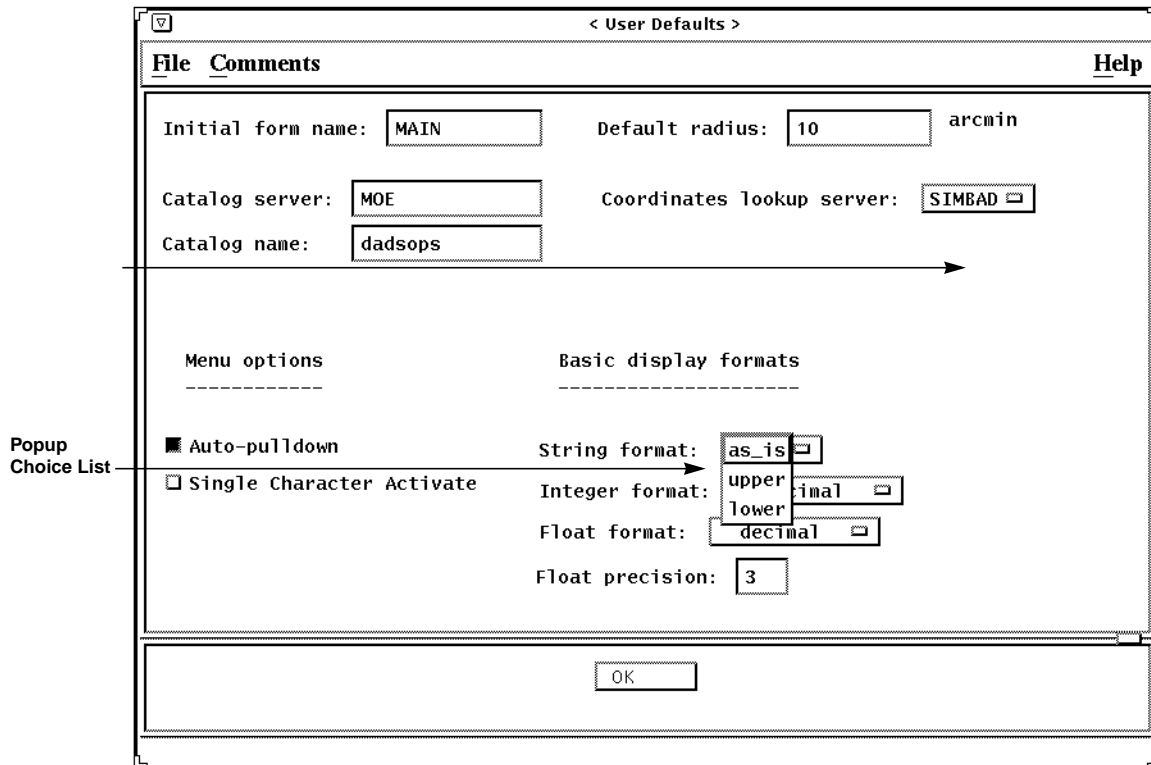 < User Defaults >
File Comments Help
Initial form name: MAIN Default radius: 10 arcmin
Catalog server: MOE Coordinates lookup server: SIMBAD
Catalog name: dadsops
Menu options Basic display formats
------------ ---------------------
Popup
Choice List
Auto-pulldown String format: as_is
Single Character Activate Integer format: cimal
upper
lower
Float format: decimal
Float precision: 3
OK